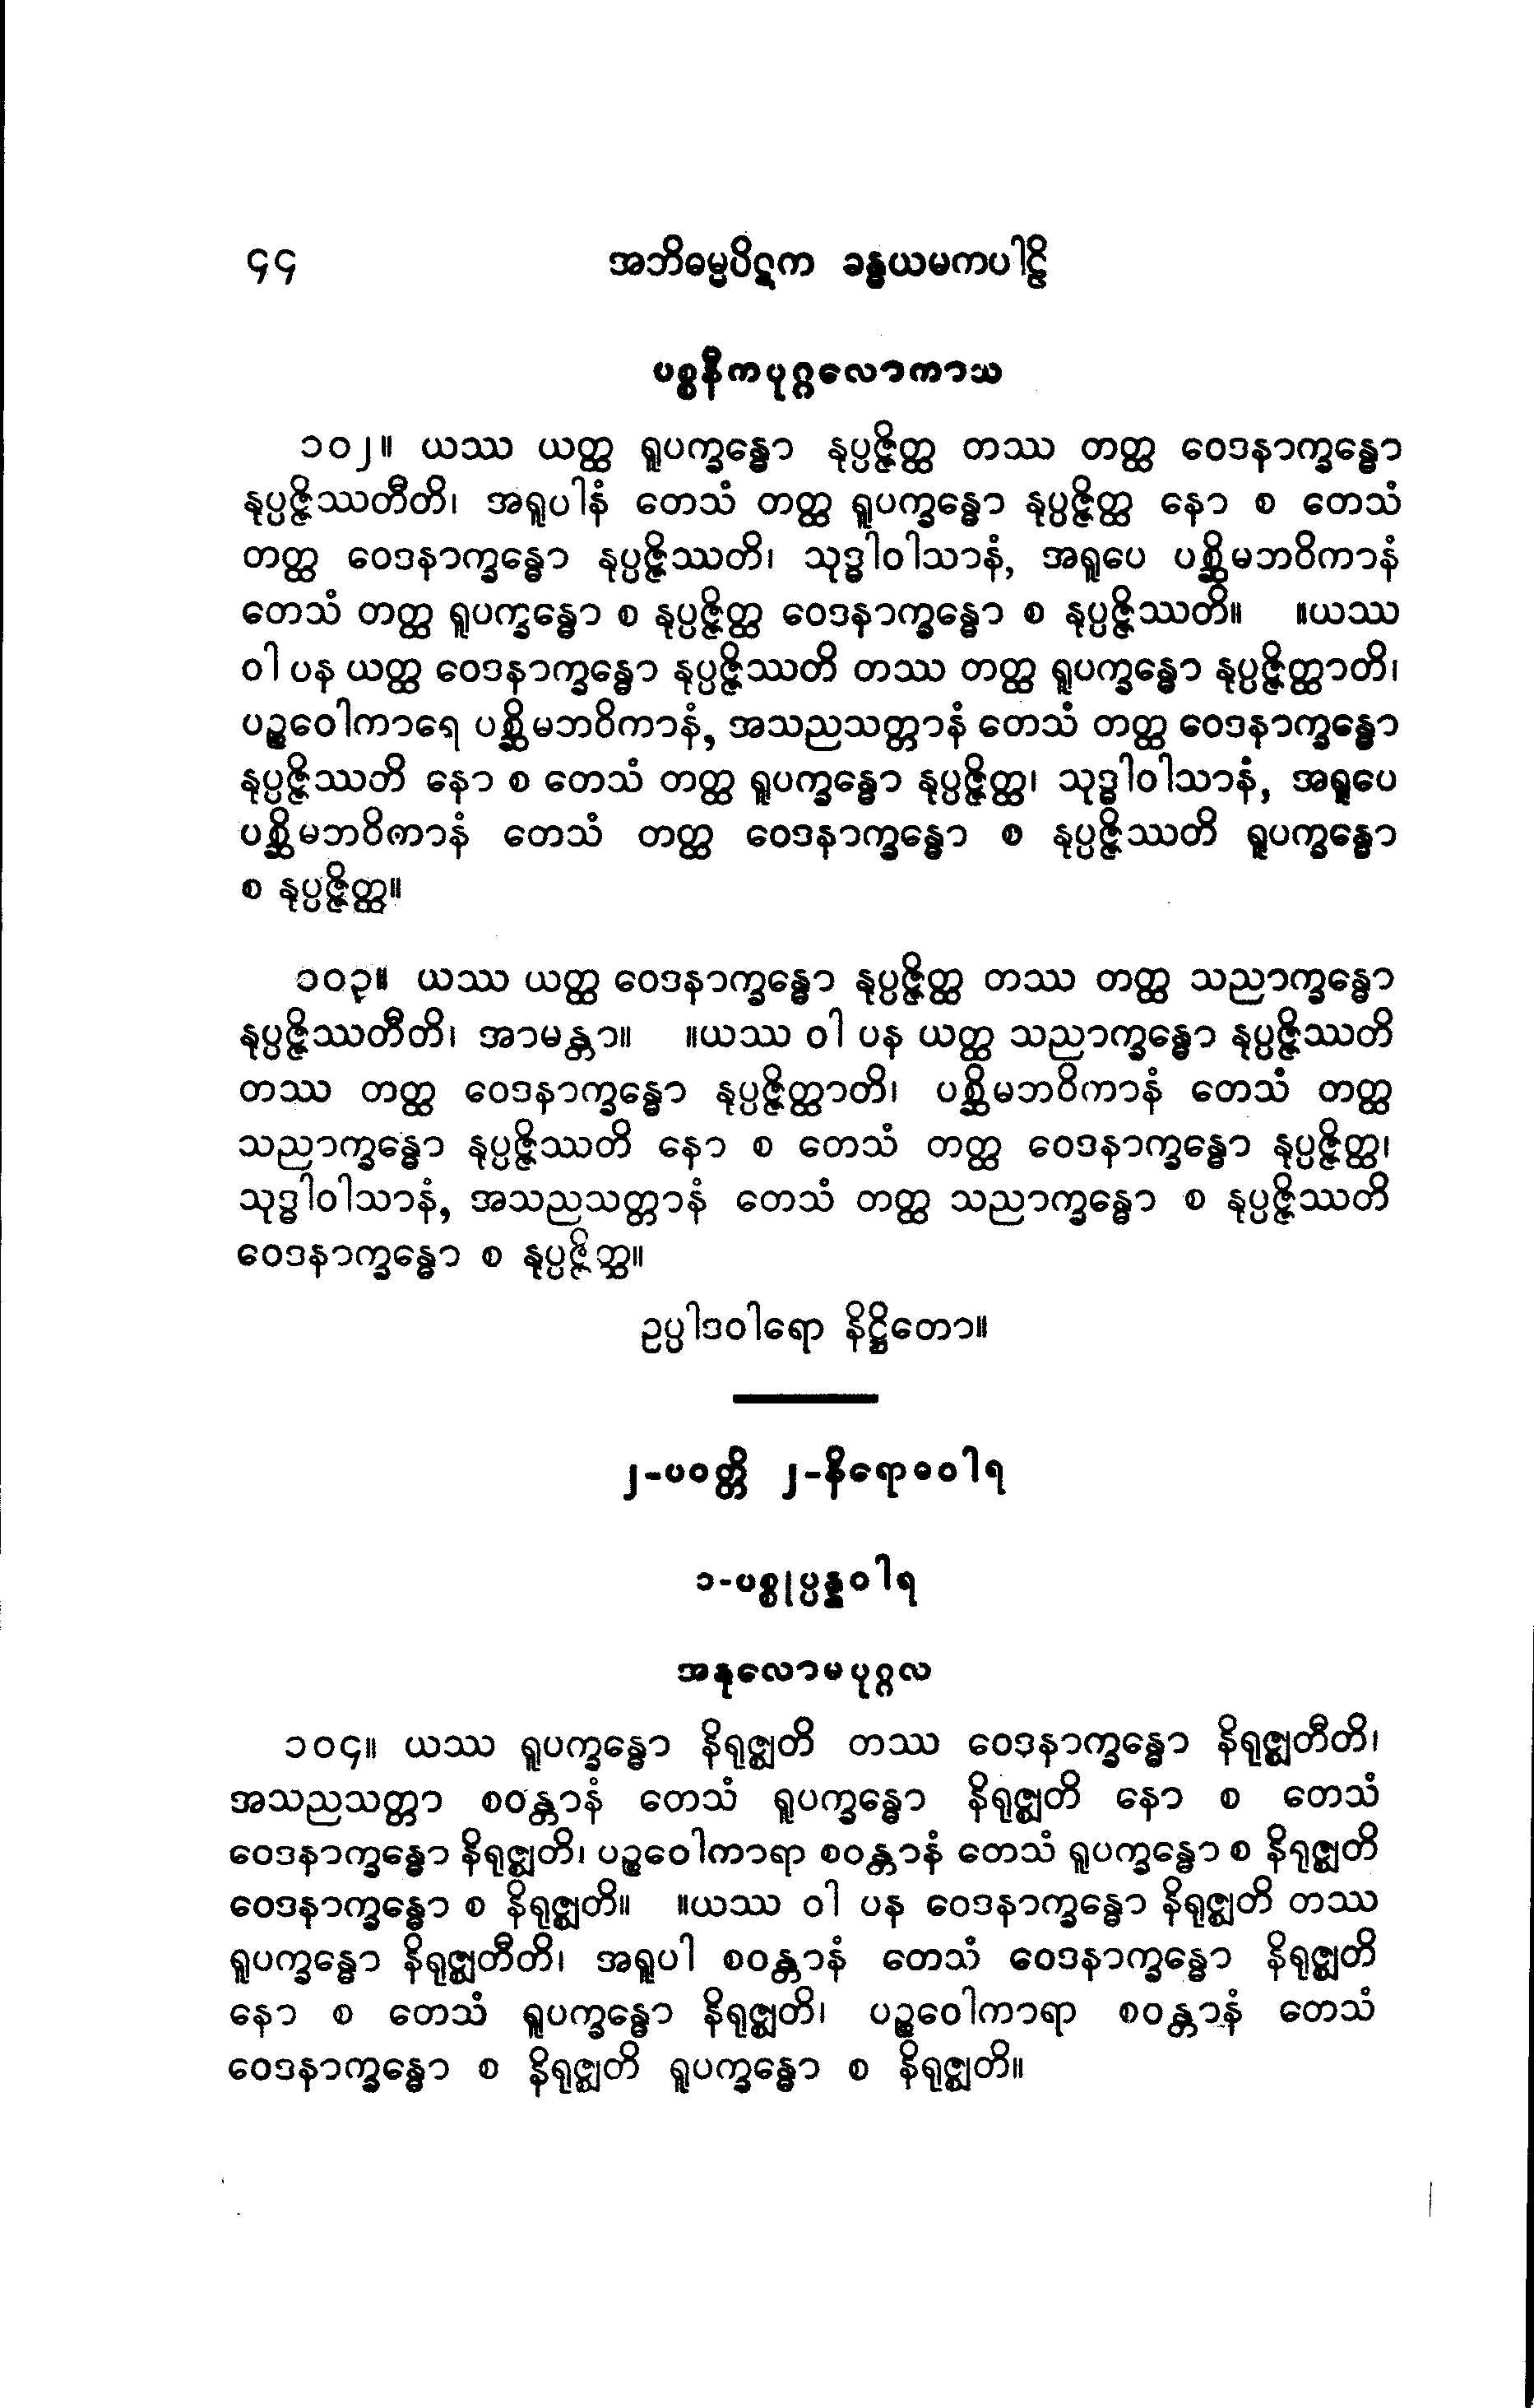 ၄၄ အဘိဓမ္မပိဋက ခန္ဓယမကပါဠိ
ပစ္စနီကပုဂ္ဂလောကာသ
၁၀၂။ ယဿ ယတ္ထ ရူပက္ခန္ဓော နုပ္ပဇ္ဇိတ္ထ တဿ တတ္ထ ဝေဒနာက္ခန္ဓော
နုပ္ပဇ္ဇိဿတီတိ၊ အရူပါနံ တေသံ တတ္ထ ရူပက္ခန္ဓော နုပ္ပဇ္ဇိတ္ထ နော စ တေသံ
တတ္ထ ဝေဒနာက္ခန္ဓော နုပ္ပဇ္ဇိဿတိ၊ သုဒ္ဓါဝါသာနံ, အရူပေ ပစ္ဆိမဘဝိကာနံ
တေသံ တတ္ထ ရူပက္ခန္ဓော စ နုပ္ပဇ္ဇိတ္ထ ဝေဒနာက္ခန္ဓော စ နုပ္ပဇ္ဇိဿတိ။ ။ယဿ
ဝါ ပန ယတ္ထ ဝေဒနာက္ခန္ဓော နုပ္ပဇ္ဇိဿတိ တဿ တတ္ထ ရူပက္ခန္ဓော နုပ္ပဇ္ဇိတ္ထာတိ၊
ပဉ္စဝေါကာရေ ပစ္ဆိမဘဝိကာနံ, အသညသတ္တာနံ တေသံ တတ္ထ ဝေဒနာက္ခန္ဓော
နုပ္ပဇ္ဇိဿတိ နော စ တေသံ တတ္ထ ရူပက္ခန္ဓော နုပ္ပဇ္ဇိတ္ထ၊ သုဒ္ဓါဝါသာနံ, အရူပေ
ပစ္ဆိမဘဝိကာနံ တေသံ တတ္ထ ဝေဒနာက္ခန္ဓော စ နုပ္ပဇ္ဇိဿတိ ရူပက္ခန္ဓော
စ နုပ္ပဇ္ဇိတ္ထ။
၁၀၃။ ယဿ ယတ္ထ ဝေဒနာက္ခန္ဓော နုပ္ပဇ္ဇိတ္ထ တဿ တတ္ထ သညာက္ခန္ဓော
နုပ္ပဇ္ဇိဿတီတိ၊ အာမန္တာ။ ။ယဿ ဝါ ပန ယတ္ထ သညာက္ခန္ဓော နုပ္ပဇ္ဇိဿတိ
တဿ တတ္ထ ဝေဒနာက္ခန္ဓော နုပ္ပဇ္ဇိတ္ထာတိ၊ ပစ္ဆိမဘဝိကာနံ တေသံ တတ္ထ
သညာက္ခန္ဓော နုပ္ပဇ္ဇိဿတိ နော စ တေသံ တတ္ထ ဝေဒနာက္ခန္ဓော နုပ္ပဇ္ဇိတ္ထ၊
သုဒ္ဓါဝါသာနံ, အသညသတ္တာနံ တေသံ တတ္ထ သညာက္ခန္ဓော စ နုပ္ပဇ္ဇိဿတိ
ဝေဒနာက္ခန္ဓော စ နုပ္ပဇ္ဇိတ္ထ။
ဥပ္ပါဒဝါရော နိဋ္ဌိတော။
၂-ပဝတ္တိ ၂-နိရောဓဝါရ
၁-ပစ္စုပ္ပန္နဝါရ
အနုလောမပုဂ္ဂလ
၁၀၄။ ယဿ ရူပက္ခန္ဓော နိရုဇ္ဈတိ တဿ ဝေဒနာက္ခန္ဓော နိရုဇ္ဈတီတိ၊
အသညသတ္တာ စဝန္တာနံ တေသံ ရူပက္ခန္ဓော နိရုဇ္ဈတိ နော စ တေသံ
ဝေဒနာက္ခန္ဓော နိရုဇ္ဈတိ၊ ပဉ္စဝေါကာရာ စဝန္တာနံ တေသံ ရူပက္ခန္ဓော စ နိရုဇ္ဈတိ
ဝေဒနာက္ခန္ဓော စ နိရုဇ္ဈတိ။ ။ယဿ ဝါ ပန ဝေဒနာက္ခန္ဓော နိရုဇ္ဈတိ တဿ
ရူပက္ခန္ဓော နိရုဇ္ဈတီတိ၊ အရူပါ စဝန္တာနံ တေသံ ဝေဒနာက္ခန္ဓော နိရုဇ္ဈတိ
နော စ တေသံ ရူပက္ခန္ဓော နိရုဇ္ဈတိ၊ ပဉ္စဝေါကာရာ စဝန္တာနံ တေသံ
ဝေဒနာက္ခန္ဓော စ နိရုဇ္ဈတိ ရူပက္ခန္ဓော စ နိရုဇ္ဈတိ။